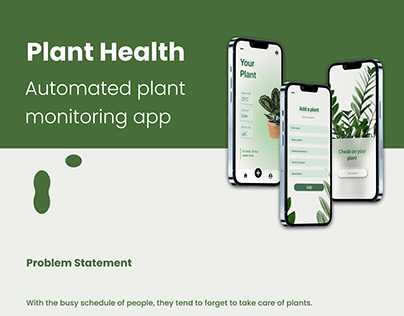 Plant Health
Automated plant
monitoring app
Your
Plant
Add a plant
Check on your
plant
Problem Statement
With the busy schedule of people, they tend to forget to take care of plants.